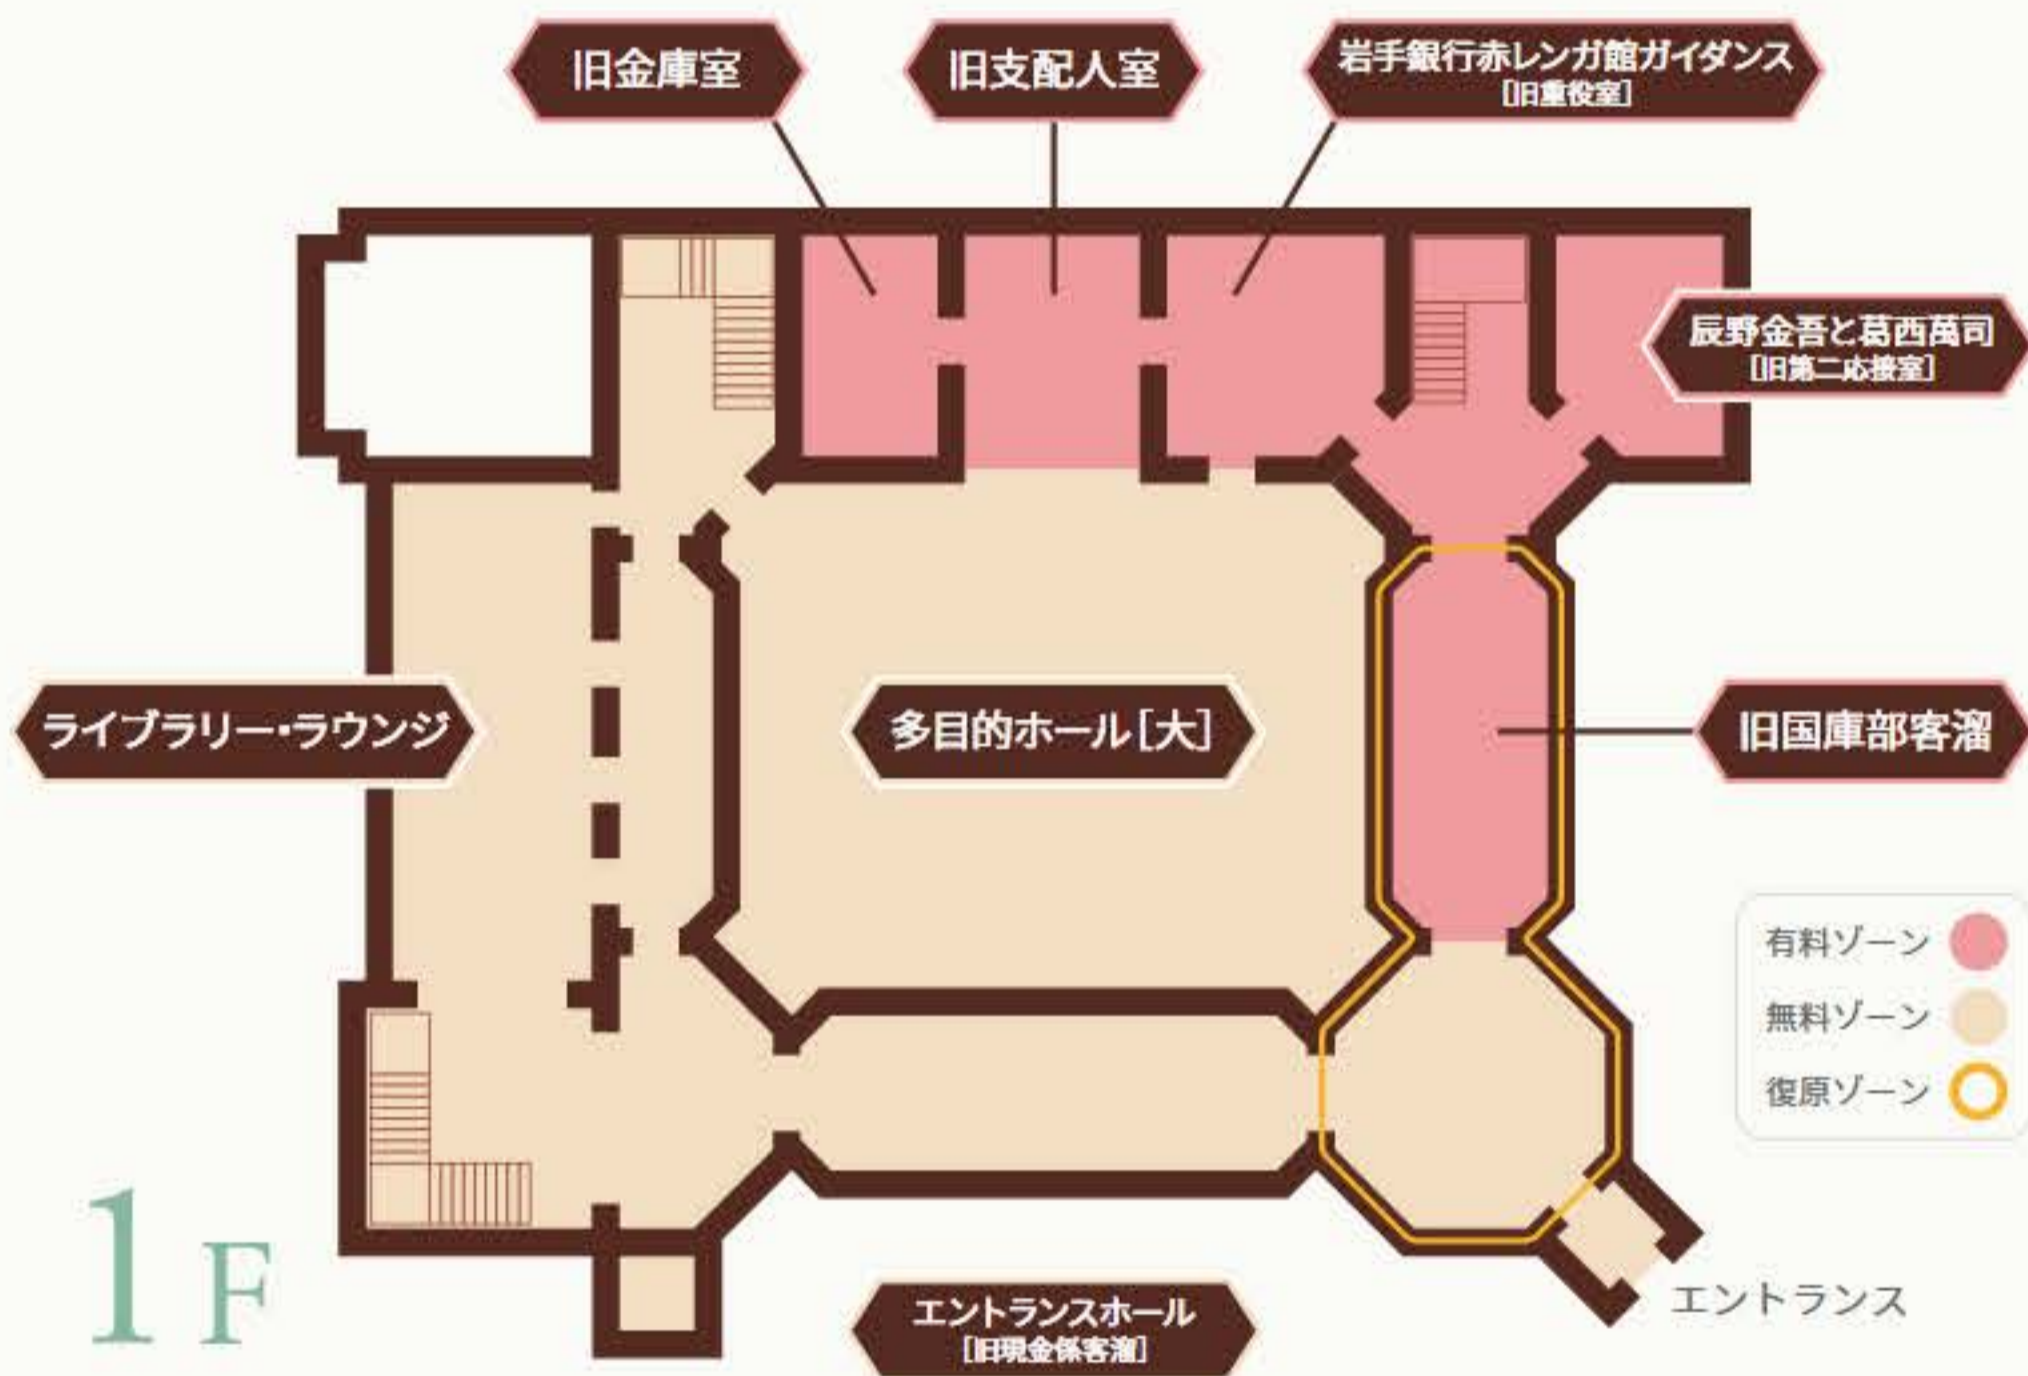 旧金庫室
旧支配人室
岩手銀行赤レンガ館ガイダンス
[旧重役室]
辰野金吾と葛西萬司
[旧第二応接室]
ライブラリー・ラウンジ
多目的ホール[大]
旧国庫部客溜
有料ゾーン
無料ゾーン
復原ゾーン
1F
エントランス
エントランスホール
[旧現金係客溜]